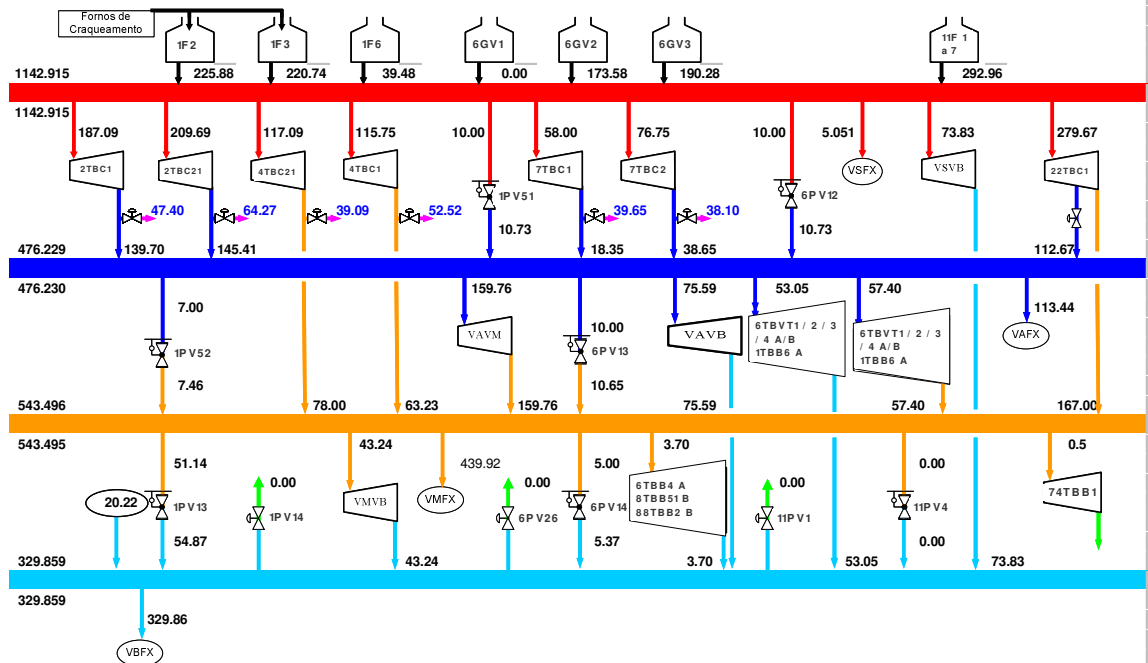 Fornos de
Craqueamento
1F2
1F3
1F6
6GV1
6GV2
6GV3
11F 1
a 7
225.88
220.74
39.48
0.00
173.58
190.28
292.96
1142.915
1142.915
187.09
209.69
117.09
115.75
10.00
58.00
76.75
10.00
5.051
73.83
279.67
2TBC1
2TBC21
4TBC21
4TBC1
1PV51
7TBC1
7TBC2
6PV12
VSFX
VSVB
22TBC1
47.40
64.27
39.09
52.52
39.65
38.10
10.73
10.73
139.70
145.41
18.35
38.65
112.67
476.229
476.230
7.00
159.76
75.59
53.05
57.40
113.44
1PV52
VAVM
10.00
6PV13
VAVB
6TBVT1 / 2 / 3
/ 4 A/B
1TBB6 A
6TBVT1 / 2 / 3
/ 4 A/B
1TBB6 A
VAFX
7.46
10.65
543.496
78.00
63.23
159.76
75.59
57.40
167.00
543.495
51.14
43.24
439.92
5.00
3.70
0.00
0.5
20.22
1PV13
0.00
1PV14
VMVB
VMFX
0.00
6PV26
6PV14
6TBB4 A
8TBB51 B
88TBB2 B
0.00
11PV1
11PV4
74TBB1
54.87
5.37
0.00
329.859
43.24
3.70
53.05
73.83
329.859
329.86
VBFX